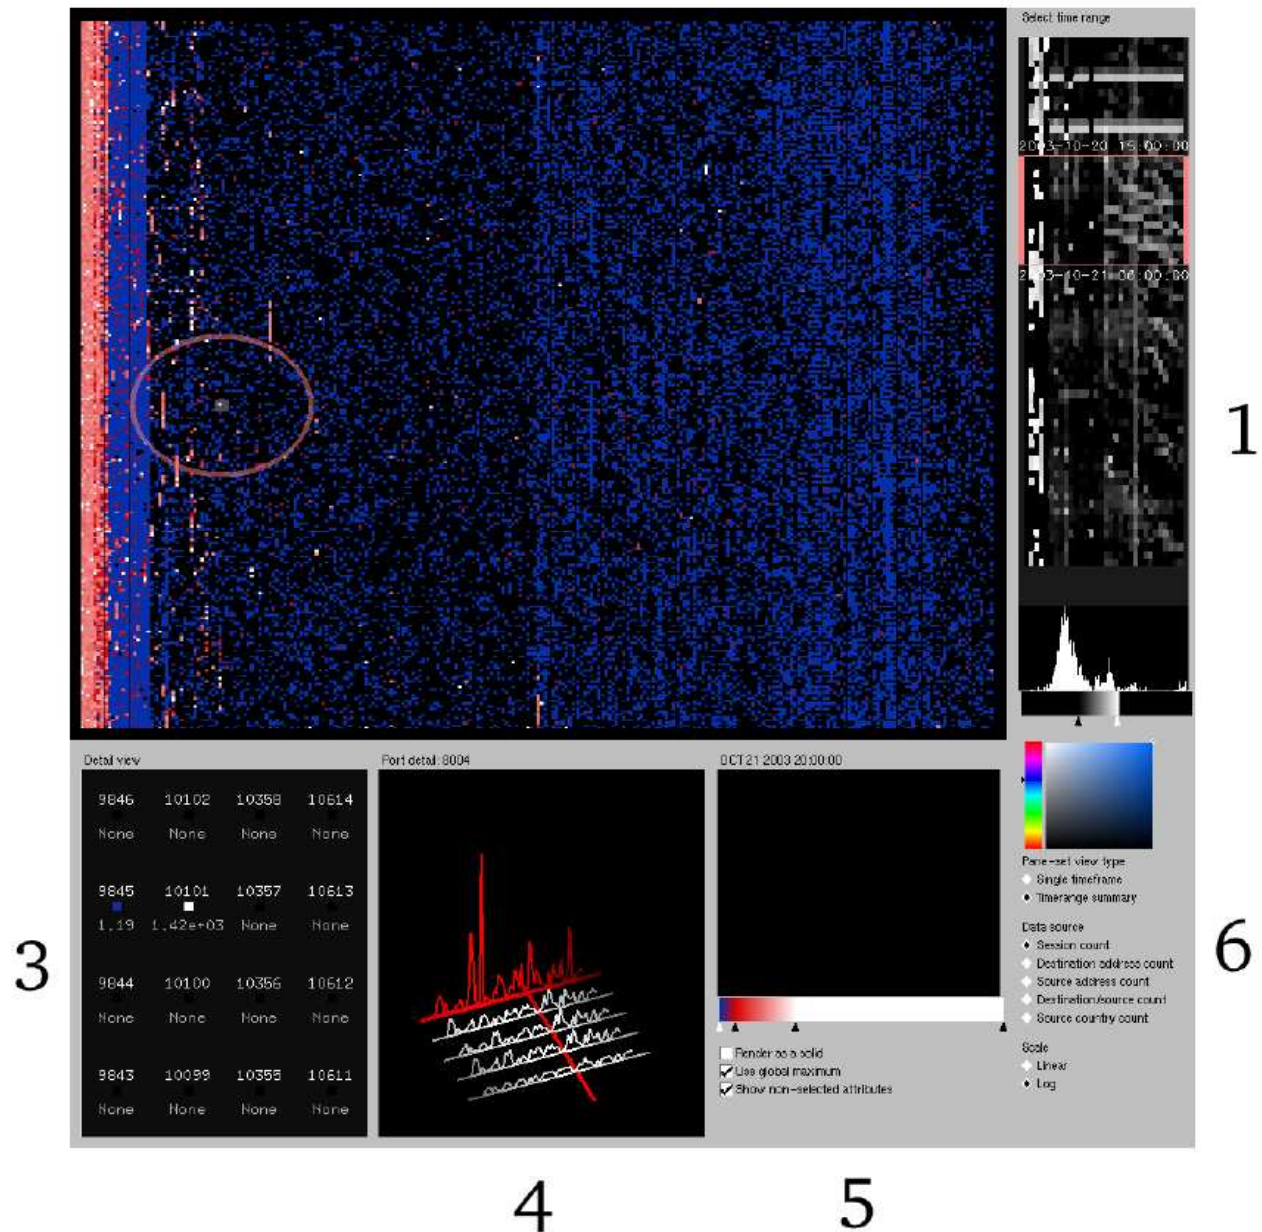 Select time range
2003-10-20 15:00:00
2003-10-21 06:00:00
1
Detail view
9846 10102 10358 10614
None None None None
9845 10101 10357 10613
1.19 1.42e+03 None None
9844 10100 10356 10612
None None None None
9843 10099 10355 10611
None None None None
3
Port detail: 8004
4
OCT 21 2003 20:00:00
Render as a solid
Use global maximum
Show non-selected attributes
5
Pane-set view type
Single timeframe
Timerange summary
Data source
Session count
Destination address count
Source address count
Destination/source count
Source country count
Scale
Linear
Log
6